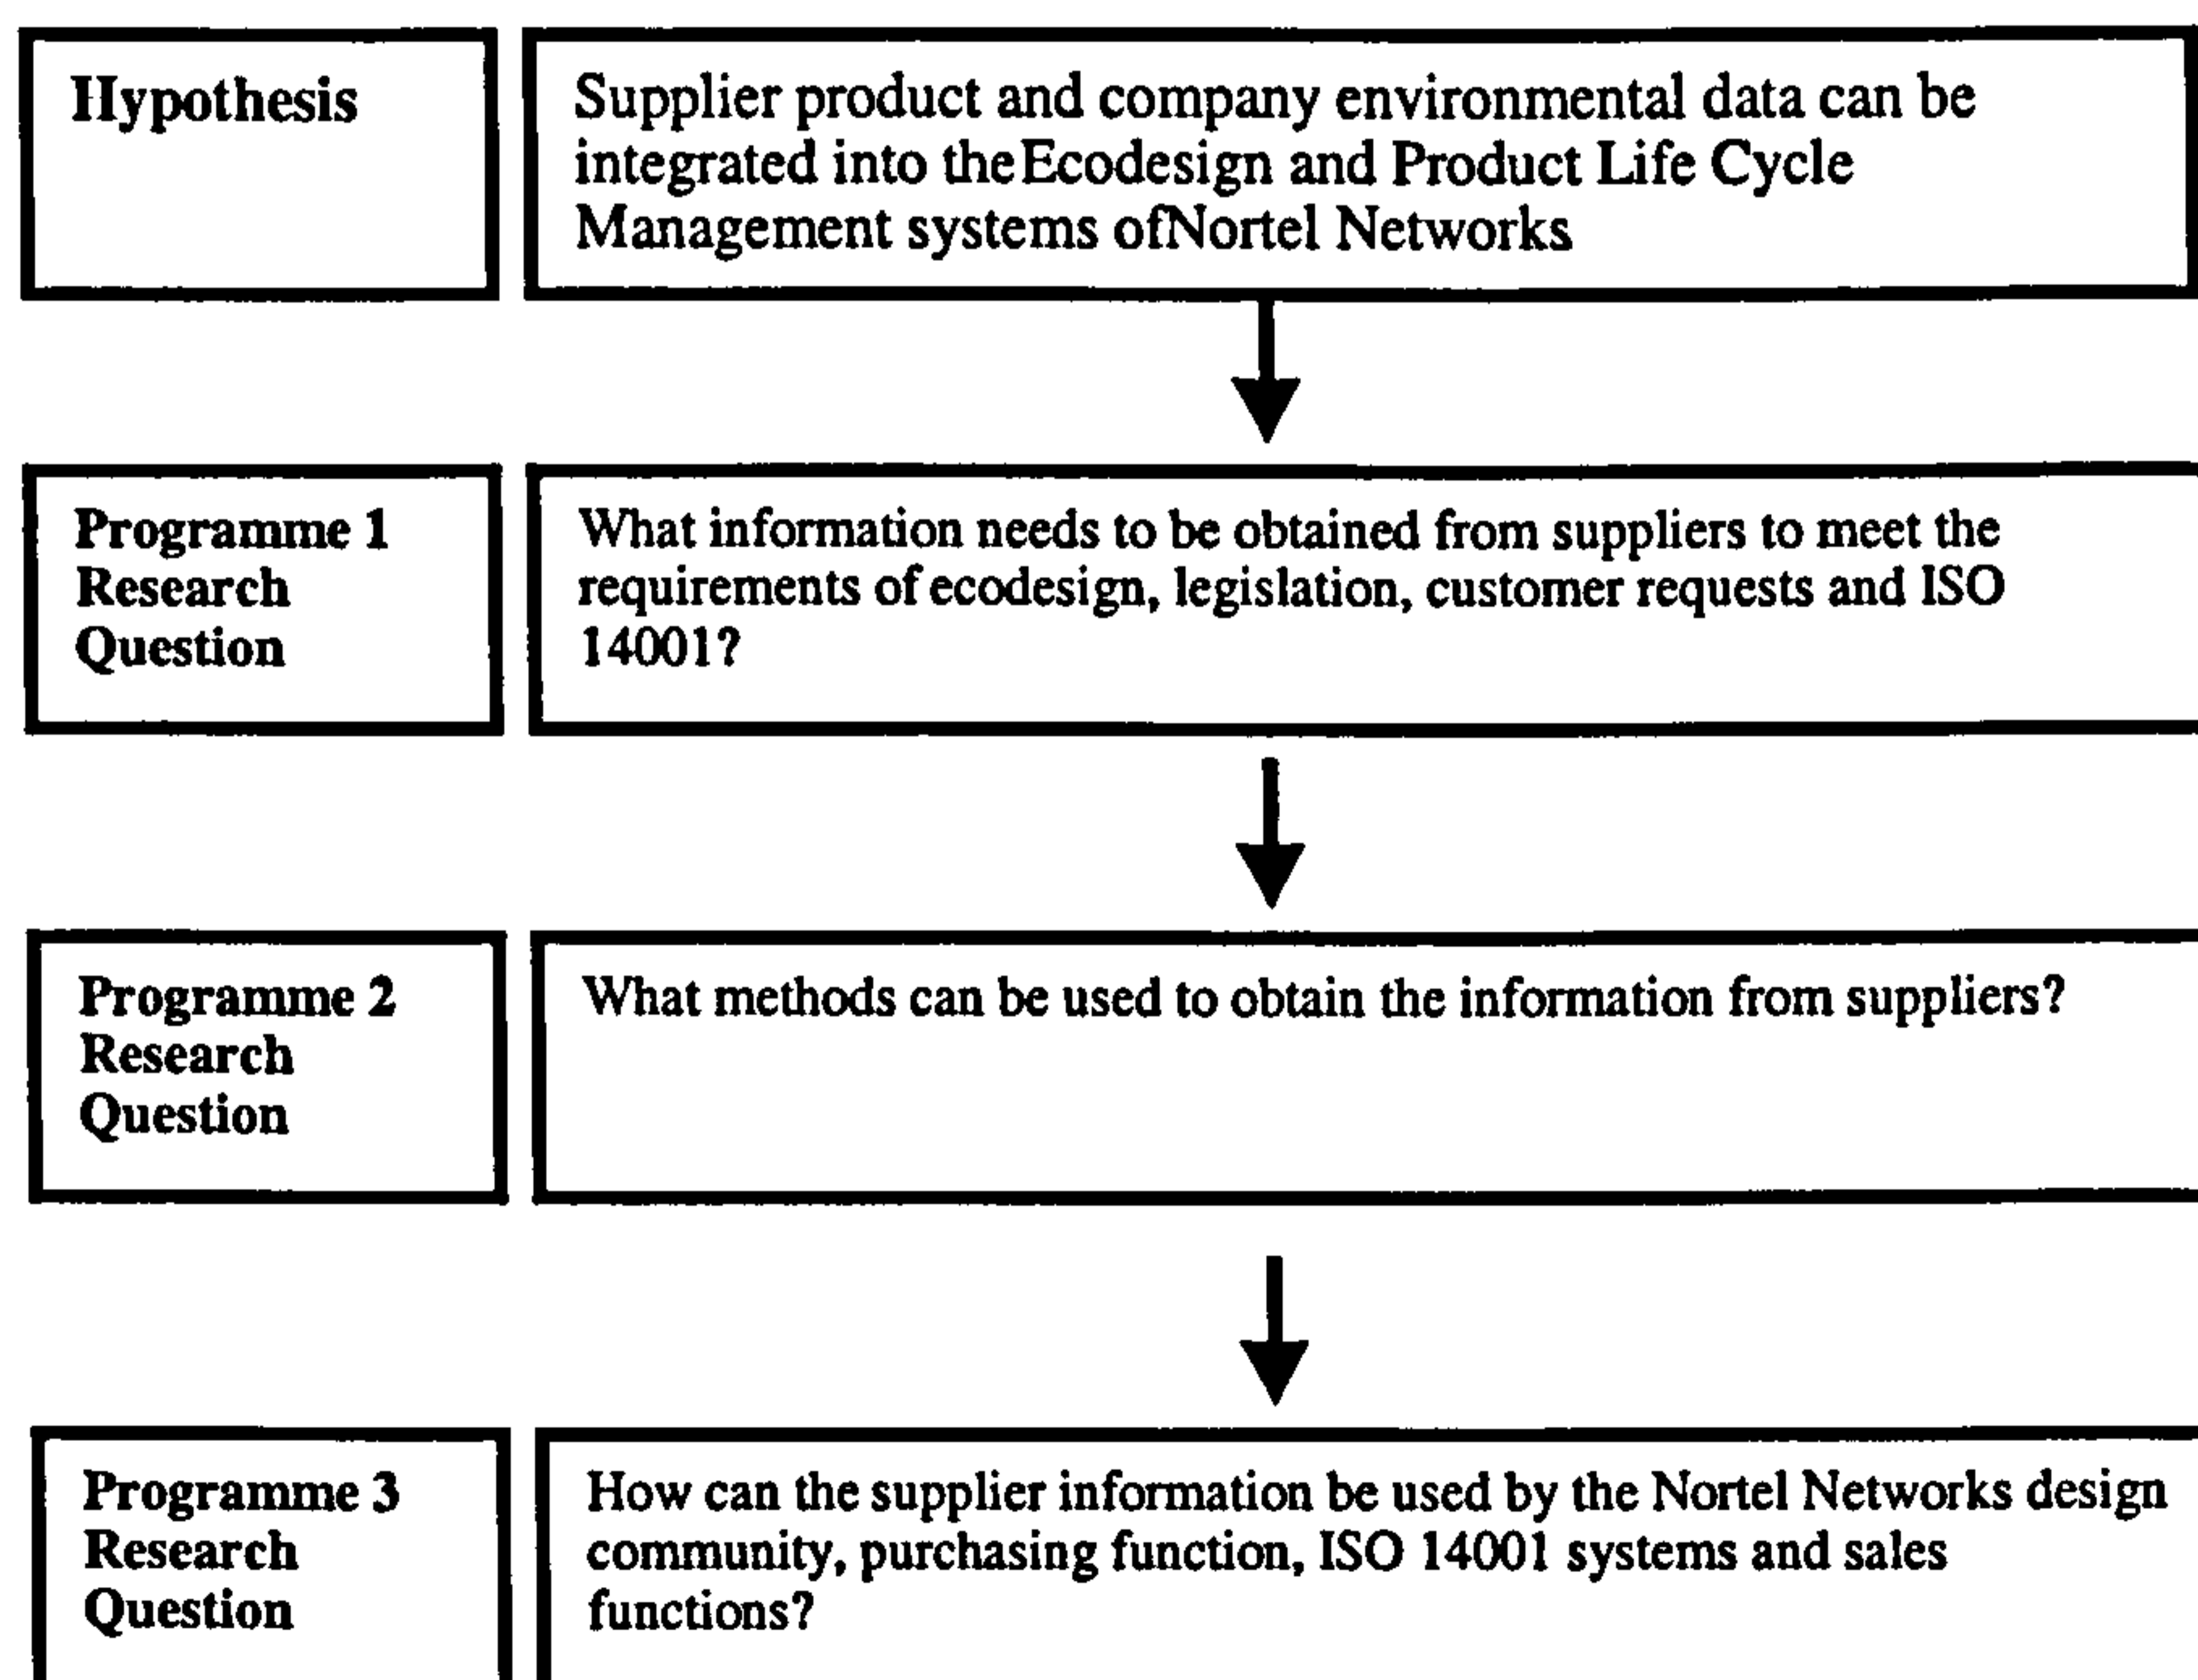 Hypothesis
Supplier product and company environmental data can be
integrated into the Ecodesign and Product Life Cycle
Management systems of Nortel Networks
Programme 1
Research
Question
What information needs to be obtained from suppliers to meet the
requirements of ecodesign, legislation, customer requests and ISO
14001?
Programme 2
Research
Question
What methods can be used to obtain the information from suppliers?
Programme 3
Research
Question
How can the supplier information be used by the Nortel Networks design
community, purchasing function, ISO 14001 systems and sales
functions?